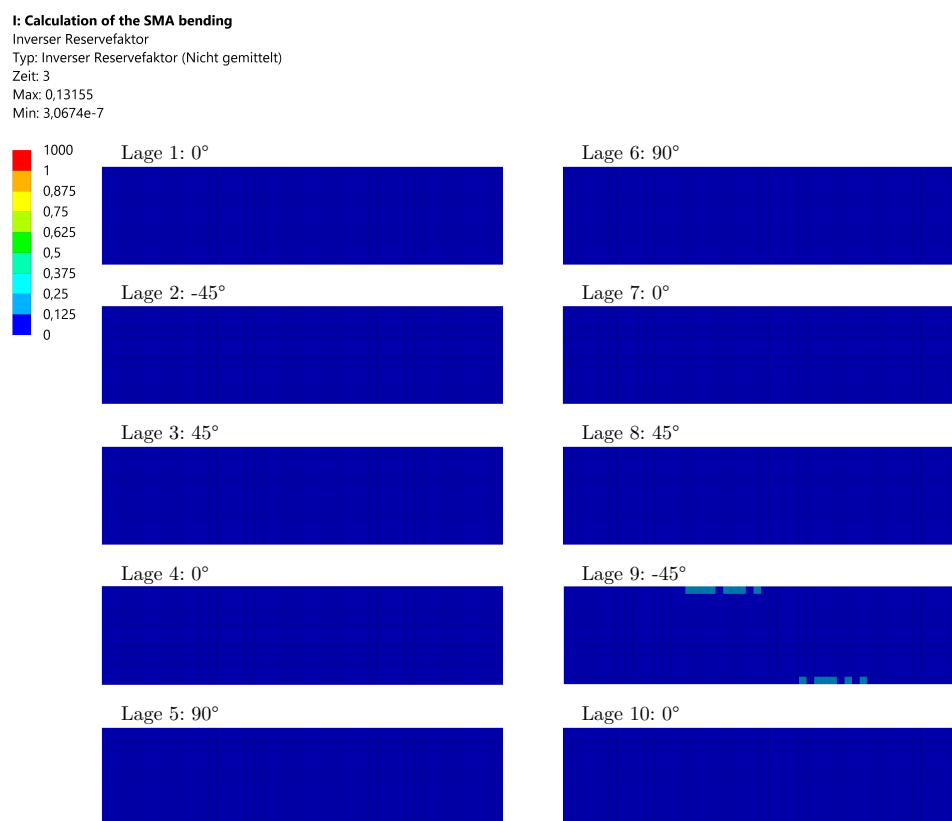 I: Calculation of the SMA bending
Inverser Reservefaktor
Typ: Inverser Reservefaktor (Nicht gemittelt)
Zeit: 3
Max: 0,13155
Min: 3,0674e-7
1000
1
0,875
0,75
0,625
0,5
0,375
0,25
0,125
0
Lage 1: 0°
Lage 2: -45°
Lage 3: 45°
Lage 4: 0°
Lage 5: 90°
Lage 6: 90°
Lage 7: 0°
Lage 8: 45°
Lage 9: -45°
Lage 10: 0°